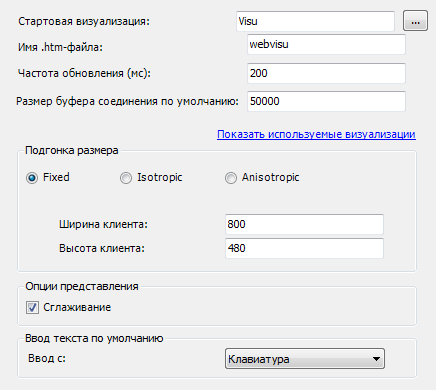 Стартовая визуализация: Visu ...
Имя .htm-файла: webvisu
Частота обновления (мс): 200
Размер буфера соединения по умолчанию: 50000
Показать используемые визуализации
Подгонка размера
Fixed Isotropic Anisotropic
Ширина клиента: 800
Высота клиента: 480
Опции представления
Сглаживание
Ввод текста по умолчанию
Ввод с: Клавиатура